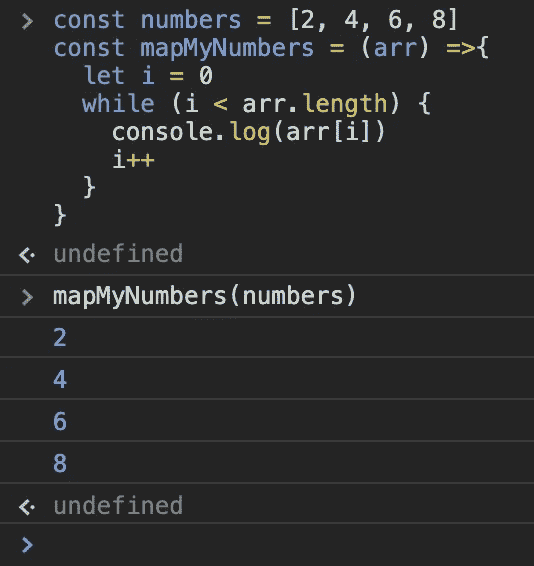 > const numbers = [2, 4, 6, 8]
const mapMyNumbers = (arr) =>{
  let i = 0
  while (i < arr.length) {
    console.log(arr[i])
    i++
  }
}
undefined
> mapMyNumbers(numbers)
2
4
6
8
undefined
>